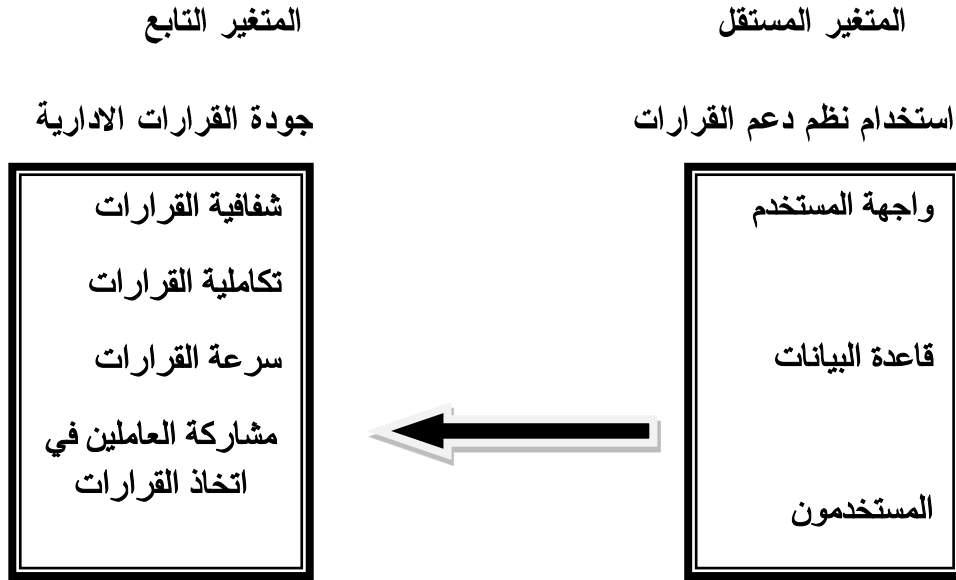 المتغير المستقل
المتغير التابع
استخدام نظم دعم القرارات
جودة القرارات الادارية
واجهة المستخدم
قاعدة البيانات
المستخدمون
شفافية القرارات
تكاملية القرارات
سرعة القرارات
مشاركة العاملين في
اتخاذ القرارات